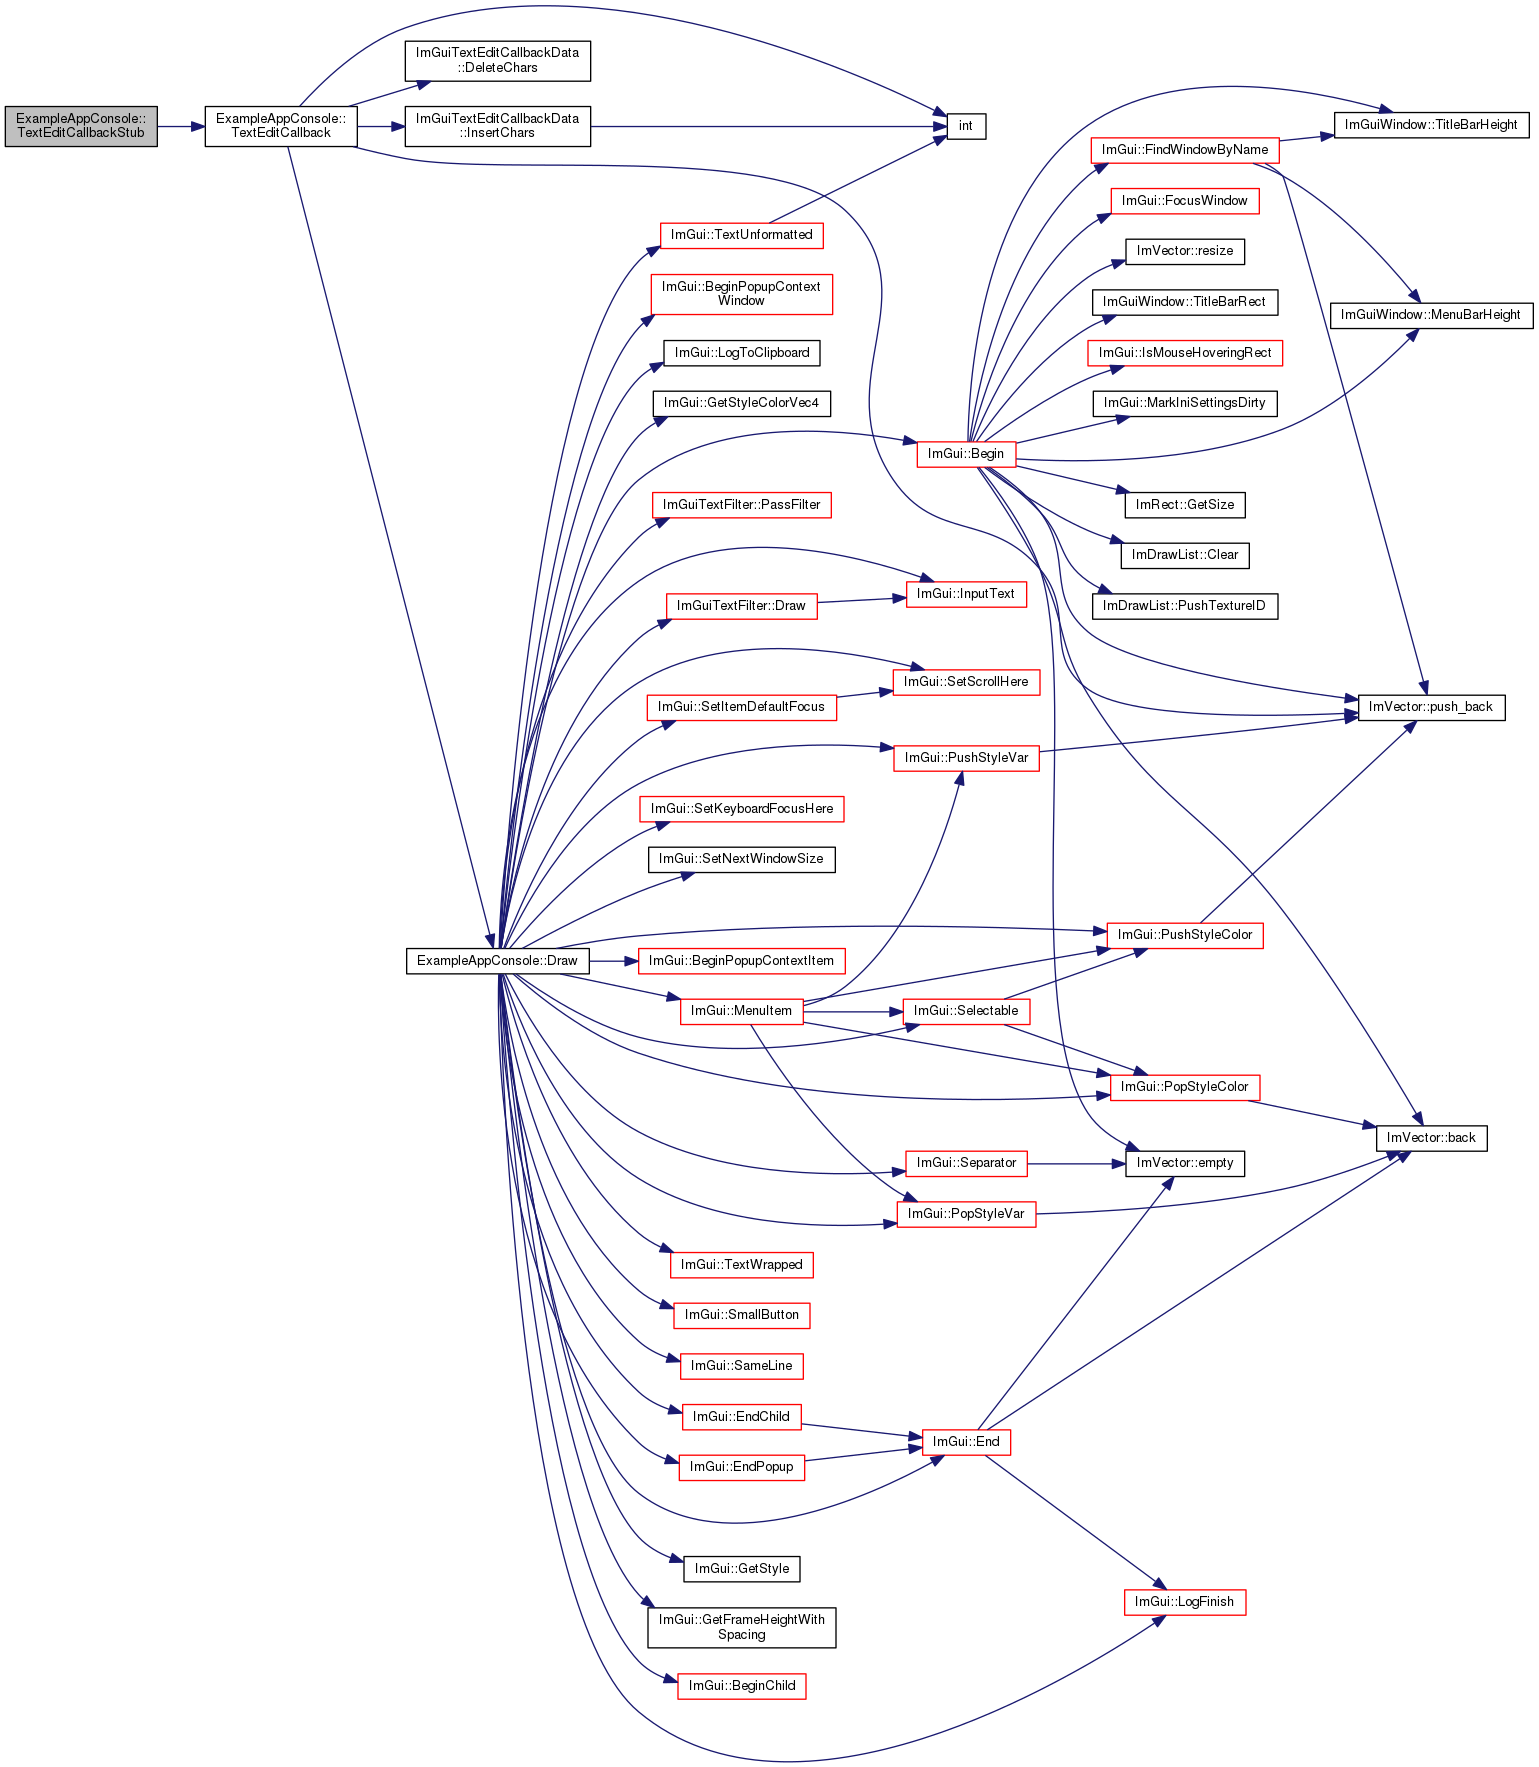 ExampleAppConsole::
TextEditCallbackStub
ExampleAppConsole::
TextEditCallback
ImGuiTextEditCallbackData
::DeleteChars
ImGuiTextEditCallbackData
::InsertChars
int
ImGui::TextUnformatted
ImGui::BeginPopupContext
Window
ImGui::LogToClipboard
ImGui::GetStyleColorVec4
ImGui::Begin
ImGuiTextFilter::PassFilter
ImGui::InputText
ImGuiTextFilter::Draw
ImGui::SetScrollHere
ImGui::SetItemDefaultFocus
ImGui::PushStyleVar
ImGui::SetKeyboardFocusHere
ImGui::SetNextWindowSize
ImGui::PushStyleColor
ExampleAppConsole::Draw
ImGui::BeginPopupContextItem
ImGui::MenuItem
ImGui::Selectable
ImGui::PopStyleColor
ImGui::Separator
ImVector::empty
ImGui::PopStyleVar
ImGui::TextWrapped
ImGui::SmallButton
ImGui::SameLine
ImGui::EndChild
ImGui::End
ImGui::EndPopup
ImGui::GetStyle
ImGui::GetFrameHeightWith
Spacing
ImGui::LogFinish
ImGui::BeginChild
ImGuiWindow::TitleBarHeight
ImGui::FindWindowByName
ImGui::FocusWindow
ImVector::resize
ImGuiWindow::TitleBarRect
ImGuiWindow::MenuBarHeight
ImGui::IsMouseHoveringRect
ImGui::MarkIniSettingsDirty
ImRect::GetSize
ImDrawList::Clear
ImDrawList::PushTextureID
ImVector::push_back
ImVector::back